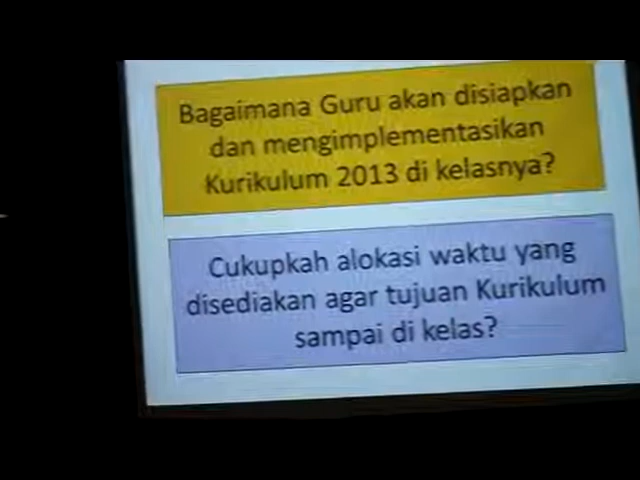 Bagaimana Guru akan disiapkan
dan mengimplementasikan
Kurikulum 2013 di kelasnya?
Cukupkah alokasi waktu yang
disediakan agar tujuan Kurikulum
sampai di kelas?